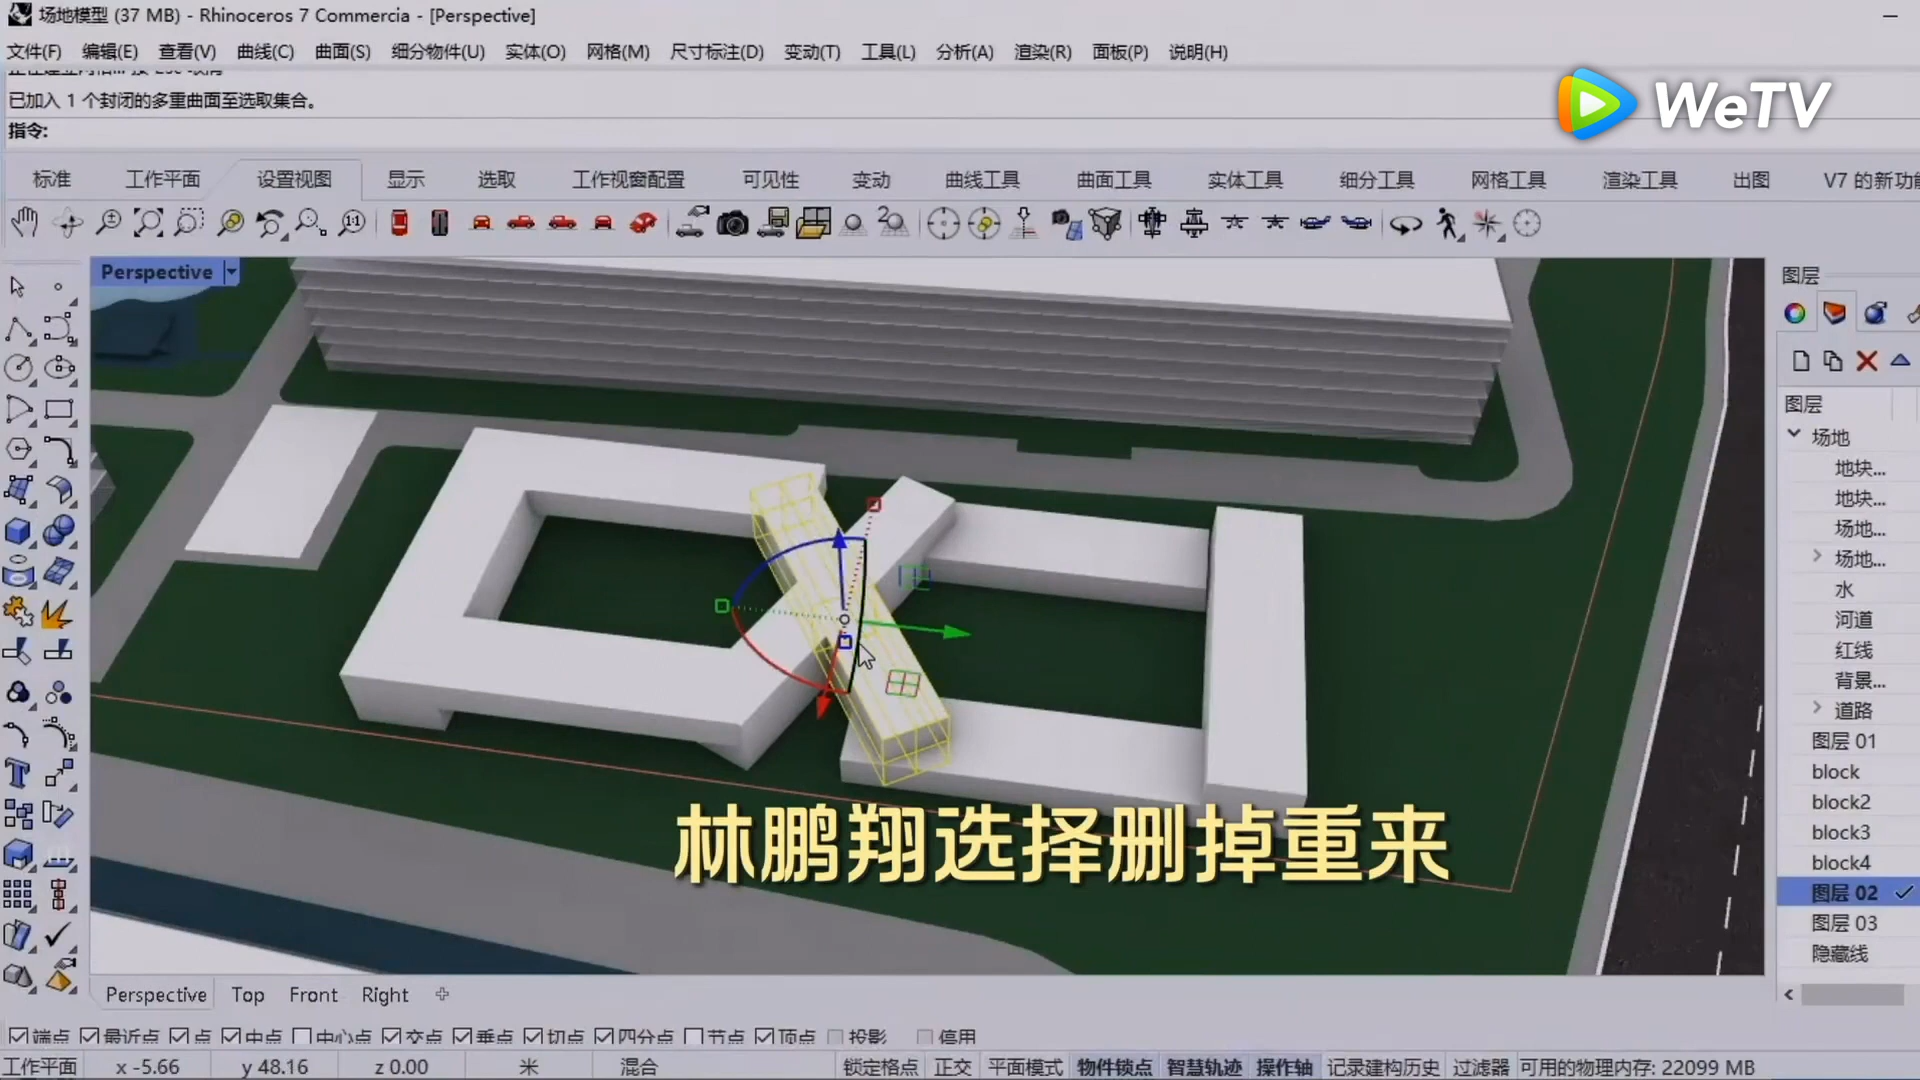 场地模型 (37 MB) - Rhinoceros 7 Commercia - [Perspective]
文件(F) 编辑(E) 查看(V) 曲线(C) 曲面(S) 细分物件(U) 实体(O) 网格(M) 尺寸标注(D) 变动(T) 工具(L) 分析(A) 渲染(R) 面板(P) 说明(H)
已加入 1 个封闭的多重曲面至选取集合。
指令:
WeTV
标准 工作平面 设置视图 显示 选取 工作视窗配置 可见性 变动 曲线工具 曲面工具 实体工具 细分工具 网格工具 渲染工具 出图 V7 的新功能
Perspective
图层
图层
场地
地块...
地块...
场地...
场地...
水
河道
红线
背景...
道路
图层 01
block
block2
block3
block4
图层 02
图层 03
隐藏线
林鹏翔选择删掉重来
Perspective Top Front Right
端点 最近点 点 中点 中心点 交点 垂点 切点 四分点 节点 顶点 投影 停用
工作平面 x -5.66 y 48.16 z 0.00 米 混合 锁定格点 正交 平面模式 物件锁点 智慧轨迹 操作轴 记录建构历史 过滤器 可用的物理内存: 22099 MB